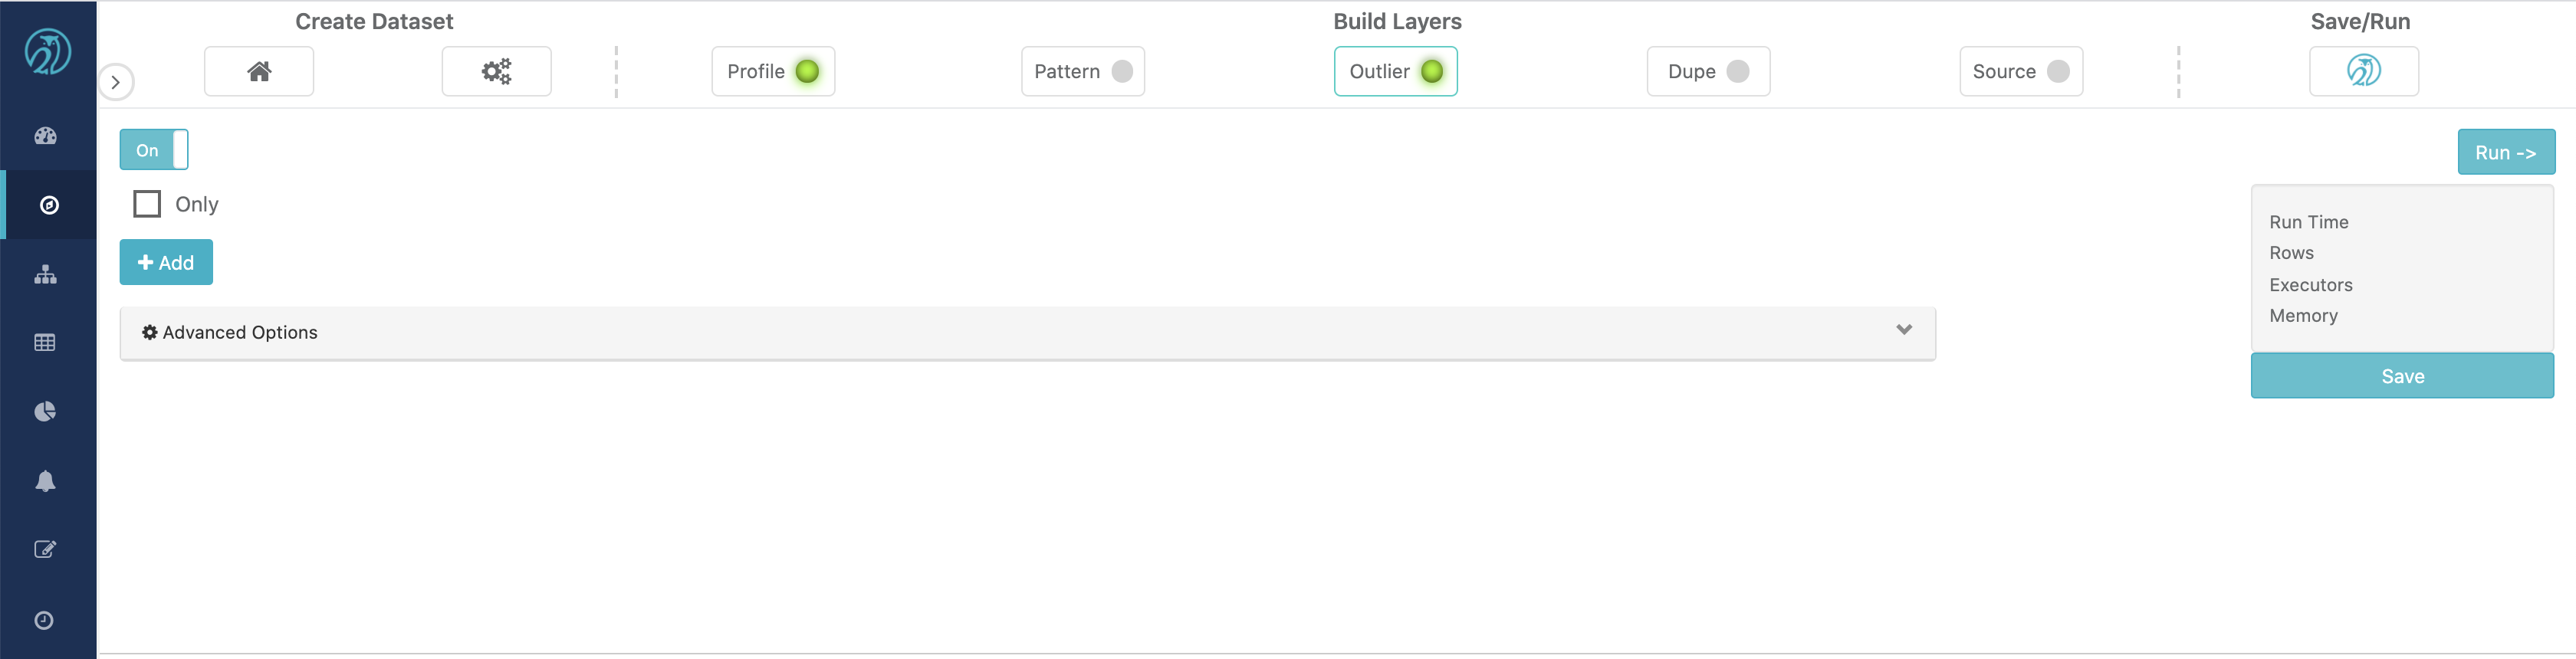 Create Dataset
Build Layers
Save/Run
Profile
Pattern
Outlier
Dupe
Source
On
Run ->
Only
Add
Run Time
Rows
Executors
Memory
Advanced Options
Save